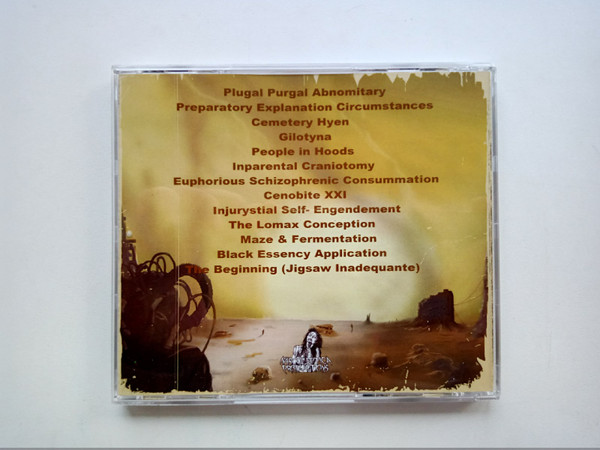 Plugal Purgal Abnomitary
Preparatory Explanation Circumstances
Cemetery Hyen
Gilotyna
People in Hoods
Inparental Craniotomy
Euphorious Schizophrenic Consummation
Cenobite XXI
Injurystial Self- Engendement
The Lomax Conception
Maze & Fermentation
Black Essency Application
The Beginning (Jigsaw Inadequante)